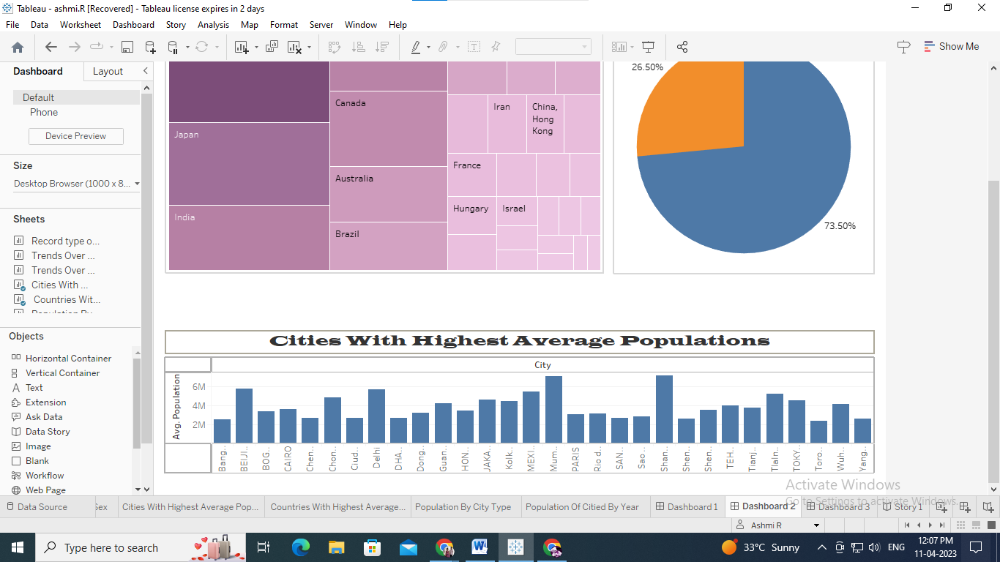 Tableau - ashmi.R [Recovered] - Tableau license expires in 2 days
File Data Worksheet Dashboard Story Analysis Map Format Server Window Help
Show Me
Dashboard Layout
Default
Phone
Device Preview
Size
Desktop Browser (1000 x 8...
Sheets
Record type o...
Trends Over ...
Trends Over ...
Cities With ...
Countries Wit...
Objects
Horizontal Container
Vertical Container
Text
Extension
Ask Data
Data Story
Image
Blank
Workflow
Web Page
Japan
India
Canada
Australia
Brazil
Iran
China,
Hong
Kong
France
Hungary
Israel
26.50%
73.50%
Cities With Highest Average Populations
City
Avg. Population
6M
4M
2M
Bang.. BEIJI.. BOG.. CAIRO Chen.. Chon.. Ciud.. Delhi DHA.. Dong.. Guan.. HON.. JAKA.. Kolk.. MEXI.. Mum.. PARIS Rio d.. SAN.. Sao .. Shan.. Shen.. Shen.. TEH.. Tianj.. Tlaln.. TOKY.. Toro.. Wuh.. Yang..
Activate Windows
Go to Settings to activate Windows.
Data Source Sex Cities With Highest Average Pop... Countries With Highest Average... Population By City Type Population Of Citied By Year Dashboard 1 Dashboard 2 Dashboard 3 Story 1
Ashmi R
Type here to search
33°C Sunny
ENG
12:07 PM
11-04-2023